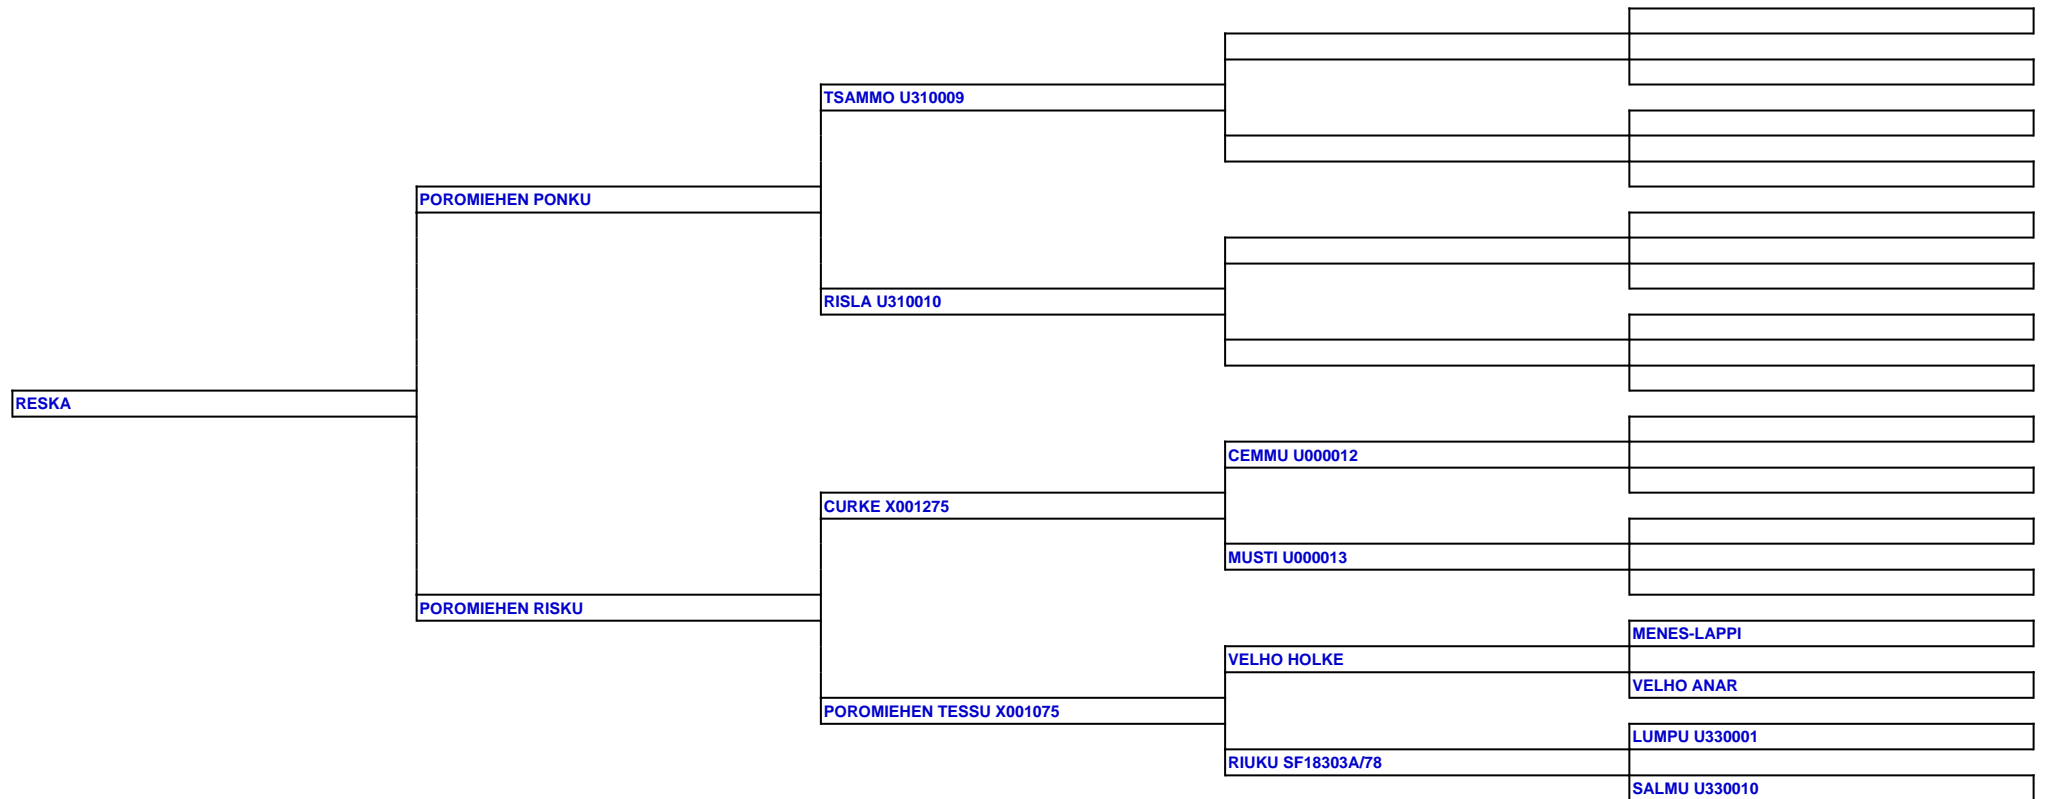 TSAMMO U310009
POROMIEHEN PONKU
RISLA U310010
RESKA
CEMMU U000012
CURKE X001275
MUSTI U000013
POROMIEHEN RISKU
MENES-LAPPI
VELHO HOLKE
VELHO ANAR
POROMIEHEN TESSU X001075
LUMPU U330001
RIUKU SF18303A/78
SALMU U330010